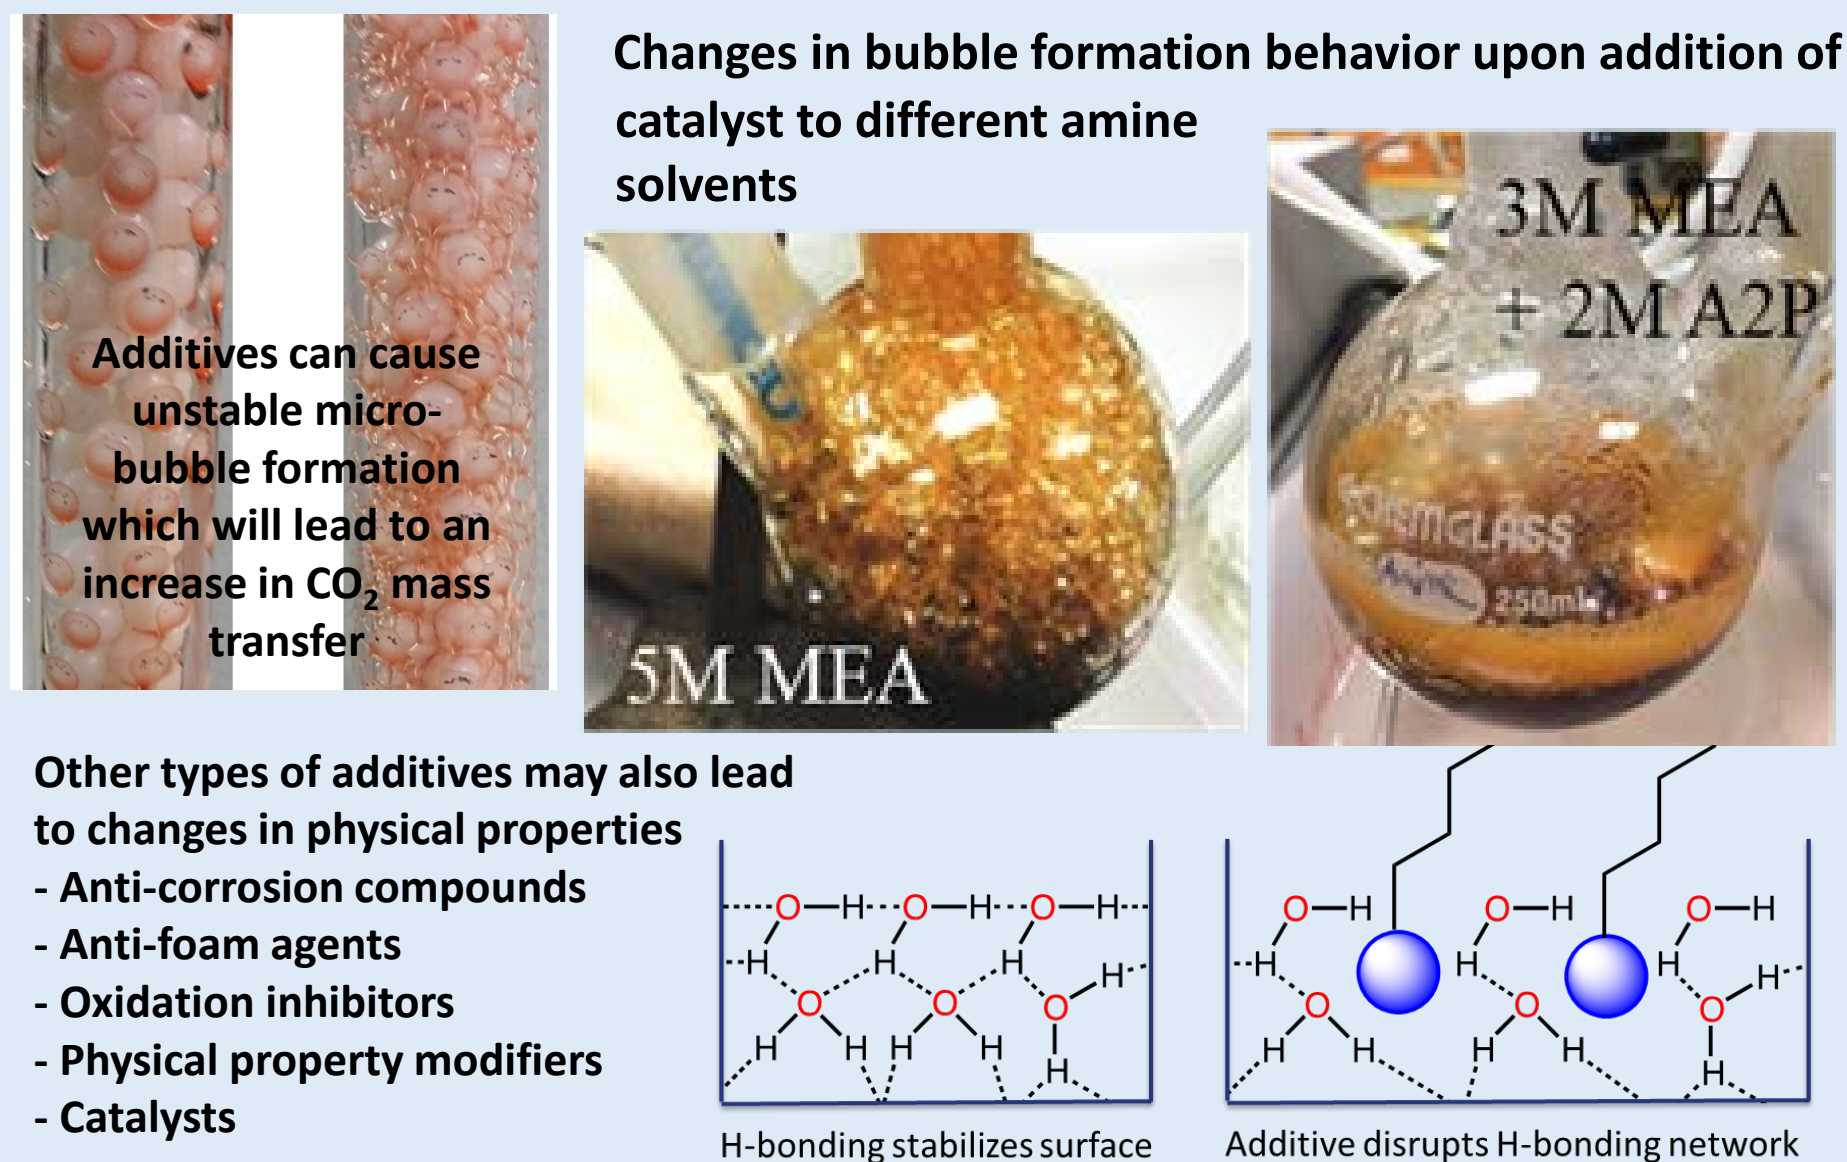 Changes in bubble formation behavior upon addition of
catalyst to different amine
solvents
Additives can cause
unstable micro-
bubble formation
which will lead to an
increase in CO₂ mass
transfer
5M MEA
3M MEA
+ 2M A2P
250mL
Other types of additives may also lead
to changes in physical properties
- Anti-corrosion compounds
- Anti-foam agents
- Oxidation inhibitors
- Physical property modifiers
- Catalysts
O H O H O H
H H H H
O O O
H H H H
H
H-bonding stabilizes surface
O H O H O H
H H H H
O O O
H H H H
H
Additive disrupts H-bonding network